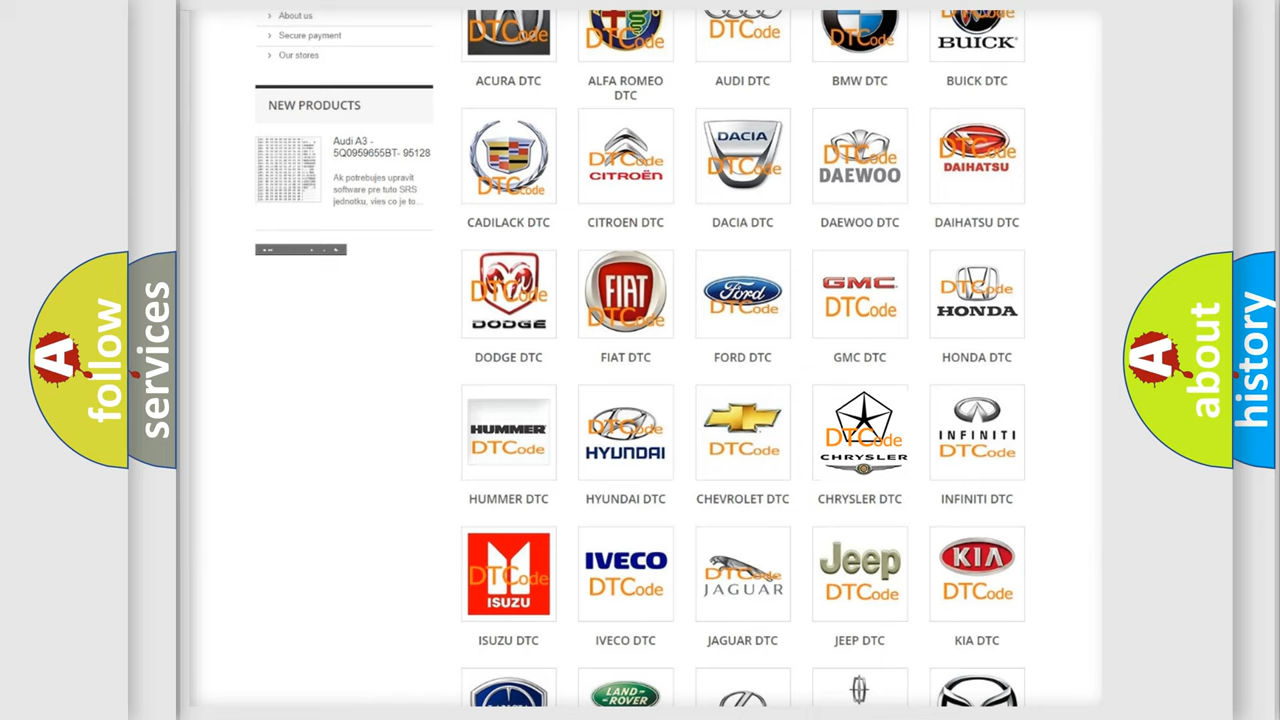 About us
Secure payment
Our stores
NEW PRODUCTS
Audi A3 -
5Q0959655BT- 95128
Ak potrebujes upravit
software pre tuto SRS
jednotku, vies co je to...
DTCode
DTCode
DTCode
DTCode
BUICK
ACURA DTC
ALFA ROMEO
DTC
AUDI DTC
BMW DTC
BUICK DTC
DTCode
DTCode
CITROËN
DACIA
DTCode
DTCode
DAEWOO
DTCode
DAIHATSU
CADILACK DTC
CITROEN DTC
DACIA DTC
DAEWOO DTC
DAIHATSU DTC
DTCode
DODGE
FIAT
DTCode
Ford
DTCode
GMC
DTCode
DTCode
HONDA
DODGE DTC
FIAT DTC
FORD DTC
GMC DTC
HONDA DTC
HUMMER
DTCode
DTCode
HYUNDAI
DTCode
DTCode
CHRYSLER
INFINITI
DTCode
HUMMER DTC
HYUNDAI DTC
CHEVROLET DTC
CHRYSLER DTC
INFINITI DTC
DTCode
ISUZU
IVECO
DTCode
DTCode
JAGUAR
Jeep
DTCode
KIA
DTCode
ISUZU DTC
IVECO DTC
JAGUAR DTC
JEEP DTC
KIA DTC
LAND-
ROVER
A follow
services
A about
history